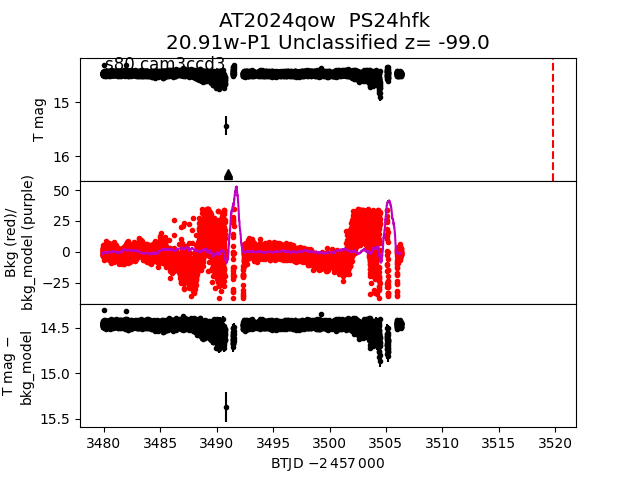 AT2024qow  PS24hfk
20.91w-P1 Unclassified z= -99.0
s80 cam3ccd3
15
16
T mag
50
25
0
−25
Bkg (red)/
bkg_model (purple)
14.5
15.0
15.5
T mag −
bkg_model
3480 3485 3490 3495 3500 3505 3510 3515 3520
BTJD −2 457 000